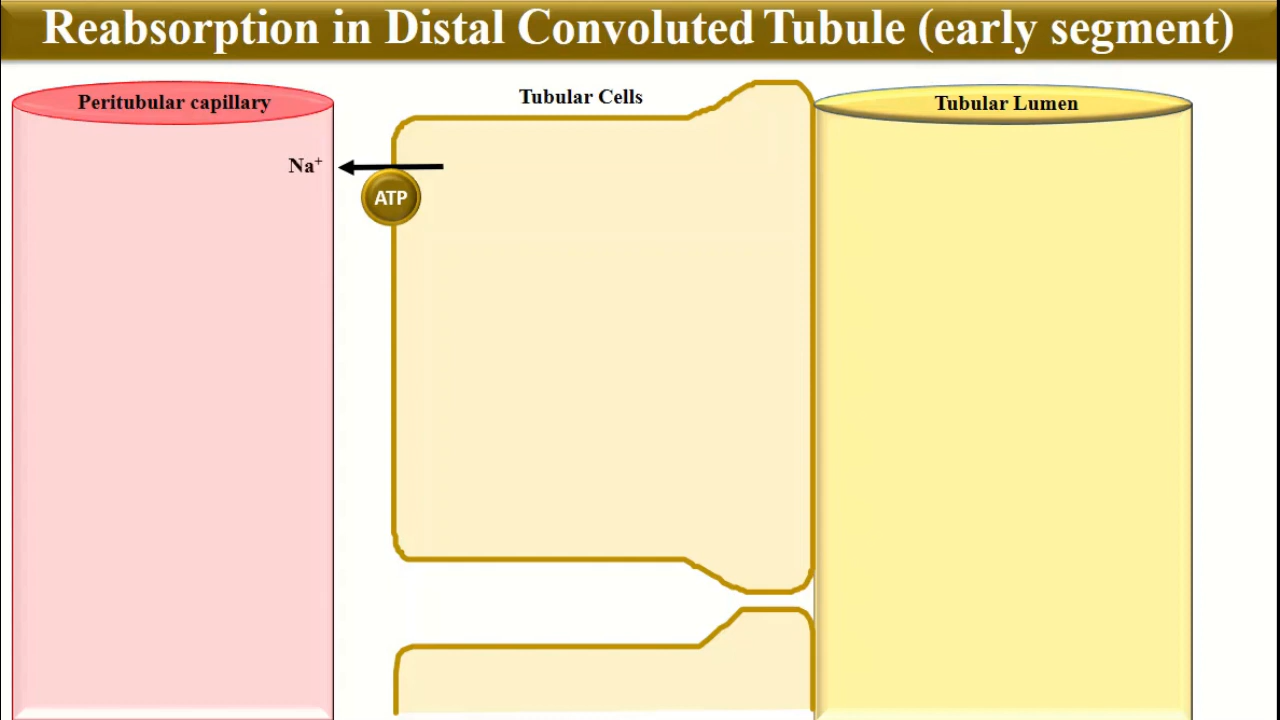 Reabsorption in Distal Convoluted Tubule (early segment)
Peritubular capillary
Tubular Cells
Tubular Lumen
Na⁺
ATP